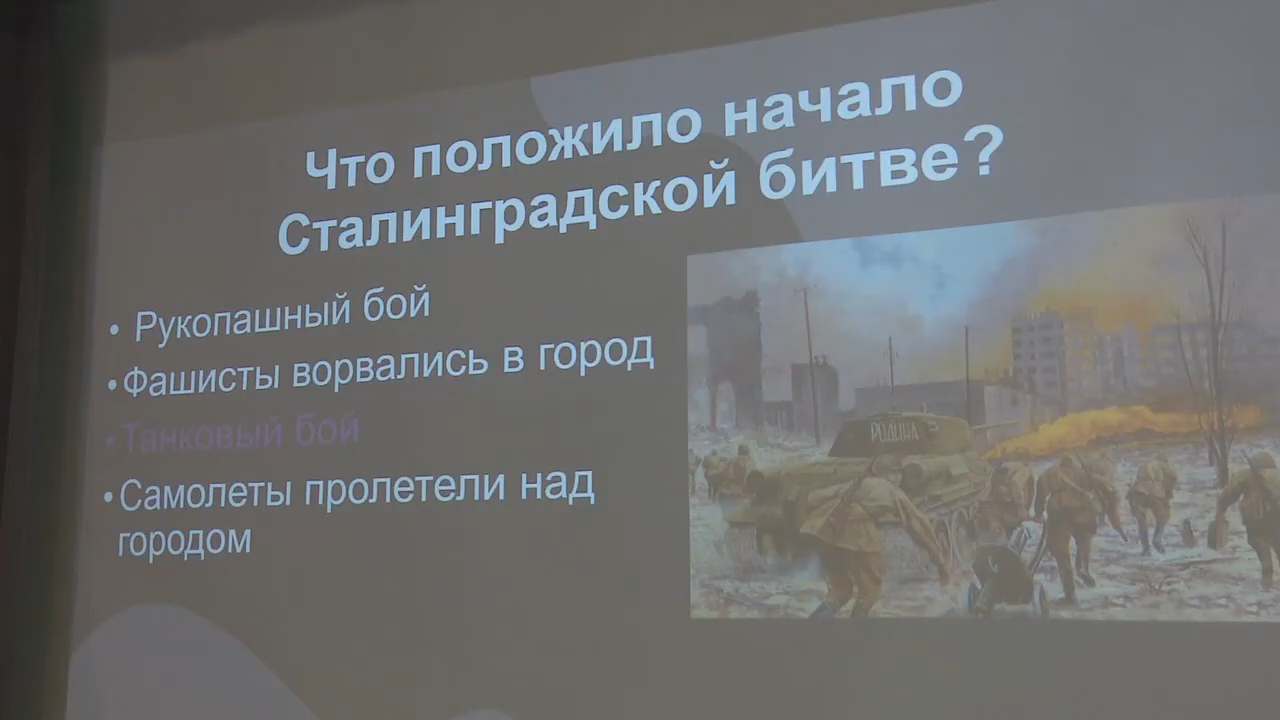 Что положило начало
Сталинградской битве?
• Рукопашный бой
• Фашисты ворвались в город
• Танковый бой
• Самолеты пролетели над
городом
РОДИНА